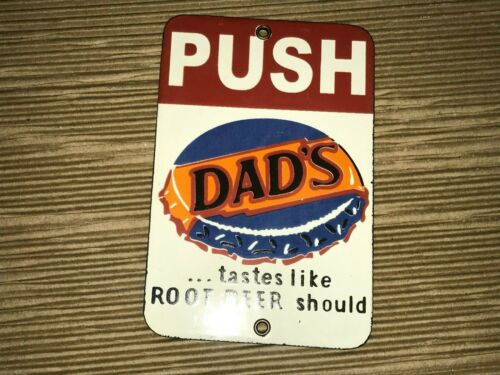 PUSH
DAD'S
... tastes like
ROOT BEER should